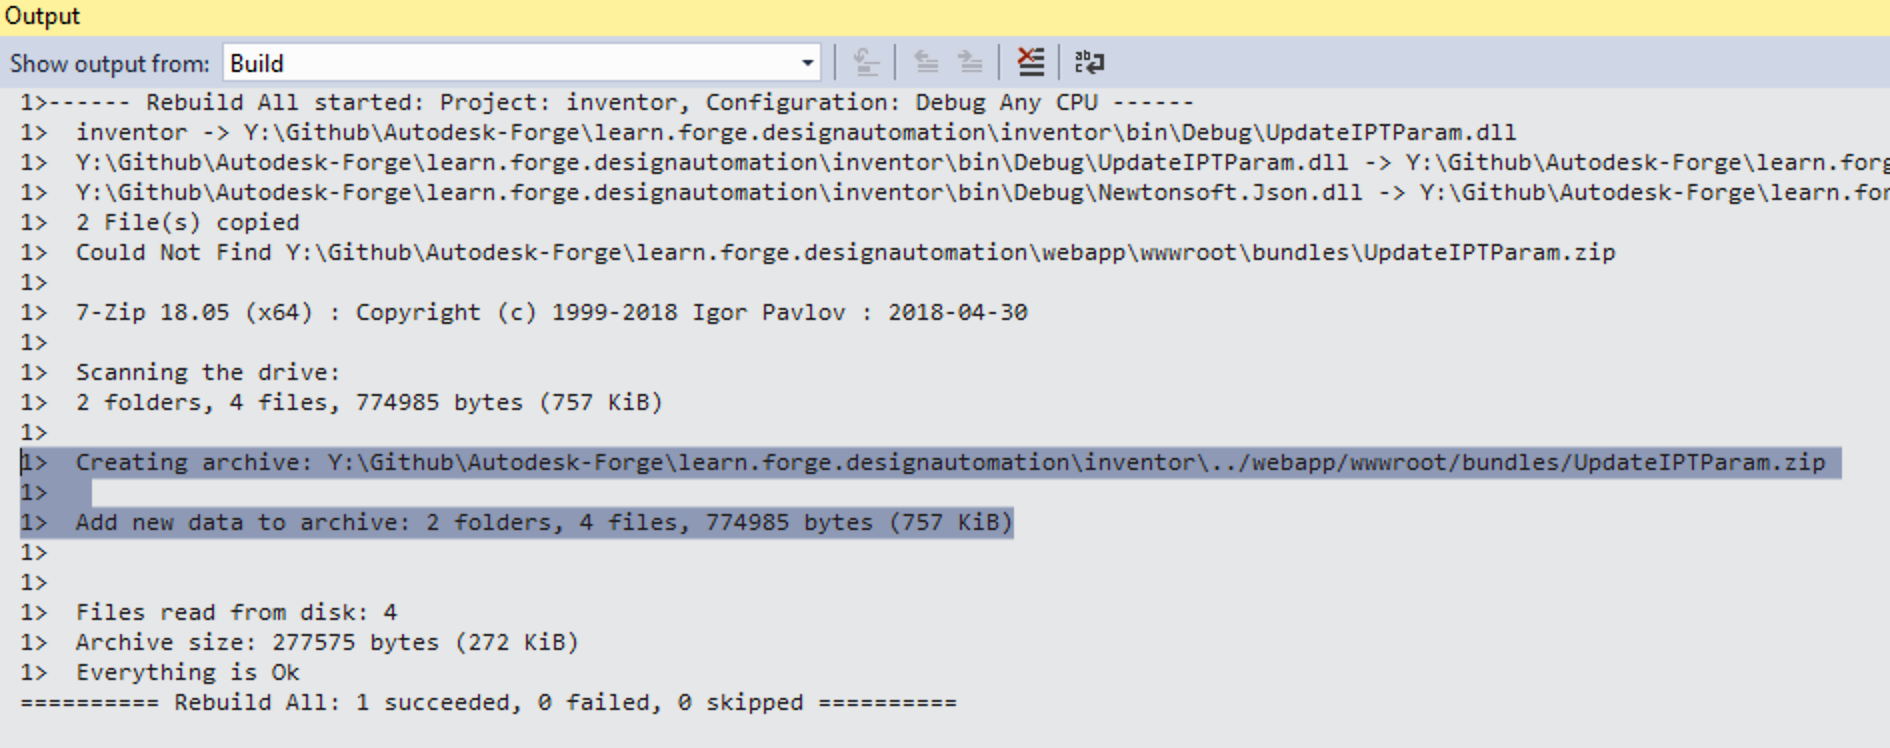 Output
Show output from: Build
1>------ Rebuild All started: Project: inventor, Configuration: Debug Any CPU ------
1>  inventor -> Y:\Github\Autodesk-Forge\learn.forge.designautomation\inventor\bin\Debug\UpdateIPTParam.dll
1>  Y:\Github\Autodesk-Forge\learn.forge.designautomation\inventor\bin\Debug\UpdateIPTParam.dll -> Y:\Github\Autodesk-Forge\learn.forg
1>  Y:\Github\Autodesk-Forge\learn.forge.designautomation\inventor\bin\Debug\Newtonsoft.Json.dll -> Y:\Github\Autodesk-Forge\learn.for
1>  2 File(s) copied
1>  Could Not Find Y:\Github\Autodesk-Forge\learn.forge.designautomation\webapp\wwwroot\bundles\UpdateIPTParam.zip
1>
1>  7-Zip 18.05 (x64) : Copyright (c) 1999-2018 Igor Pavlov : 2018-04-30
1>
1>  Scanning the drive:
1>  2 folders, 4 files, 774985 bytes (757 KiB)
1>
1>  Creating archive: Y:\Github\Autodesk-Forge\learn.forge.designautomation\inventor\../webapp/wwwroot/bundles/UpdateIPTParam.zip
1>
1>  Add new data to archive: 2 folders, 4 files, 774985 bytes (757 KiB)
1>
1>
1>  Files read from disk: 4
1>  Archive size: 277575 bytes (272 KiB)
1>  Everything is Ok
========== Rebuild All: 1 succeeded, 0 failed, 0 skipped ==========